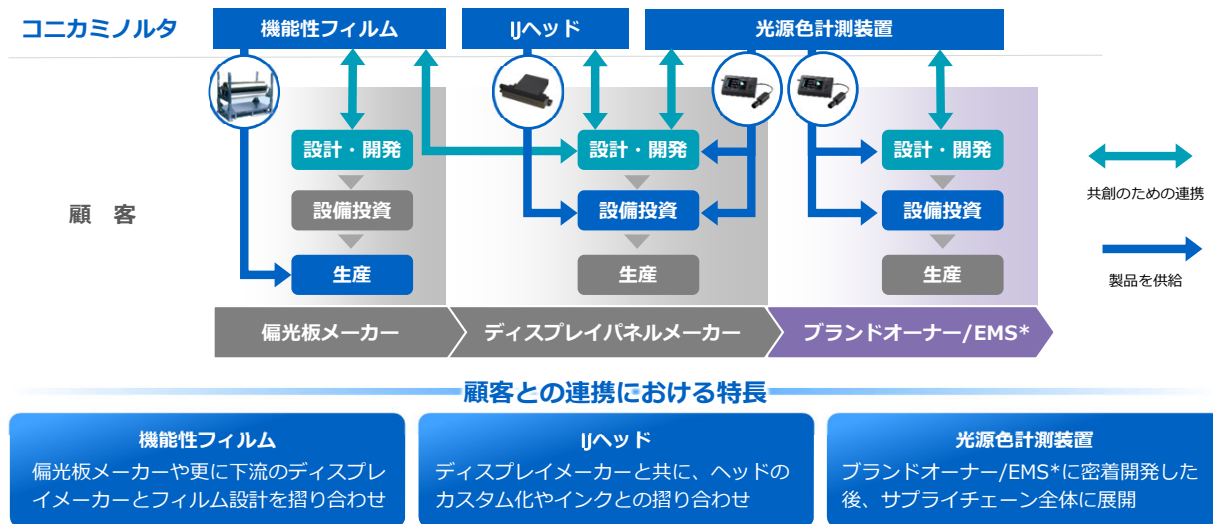 コニカミノルタ
機能性フィルム
IJヘッド
光源色計測装置
顧 客
設計・開発
設備投資
生産
設計・開発
設備投資
生産
設計・開発
設備投資
生産
共創のための連携
製品を供給
偏光板メーカー
ディスプレイパネルメーカー
ブランドオーナー/EMS*
顧客との連携における特長
機能性フィルム
偏光板メーカーや更に下流のディスプレ
イメーカーとフィルム設計を摺り合わせ
IJヘッド
ディスプレイメーカーと共に、ヘッドの
カスタム化やインクとの摺り合わせ
光源色計測装置
ブランドオーナー/EMS*に密着開発した
後、サプライチェーン全体に展開